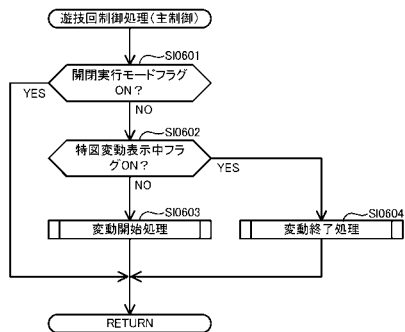 遊技回制御処理(主制御)
SI0601
開閉実行モードフラグ
ON?
YES
NO
SI0602
特図変動表示中フラ
グON?
YES
NO
SI0603
変動開始処理
SI0604
変動終了処理
RETURN